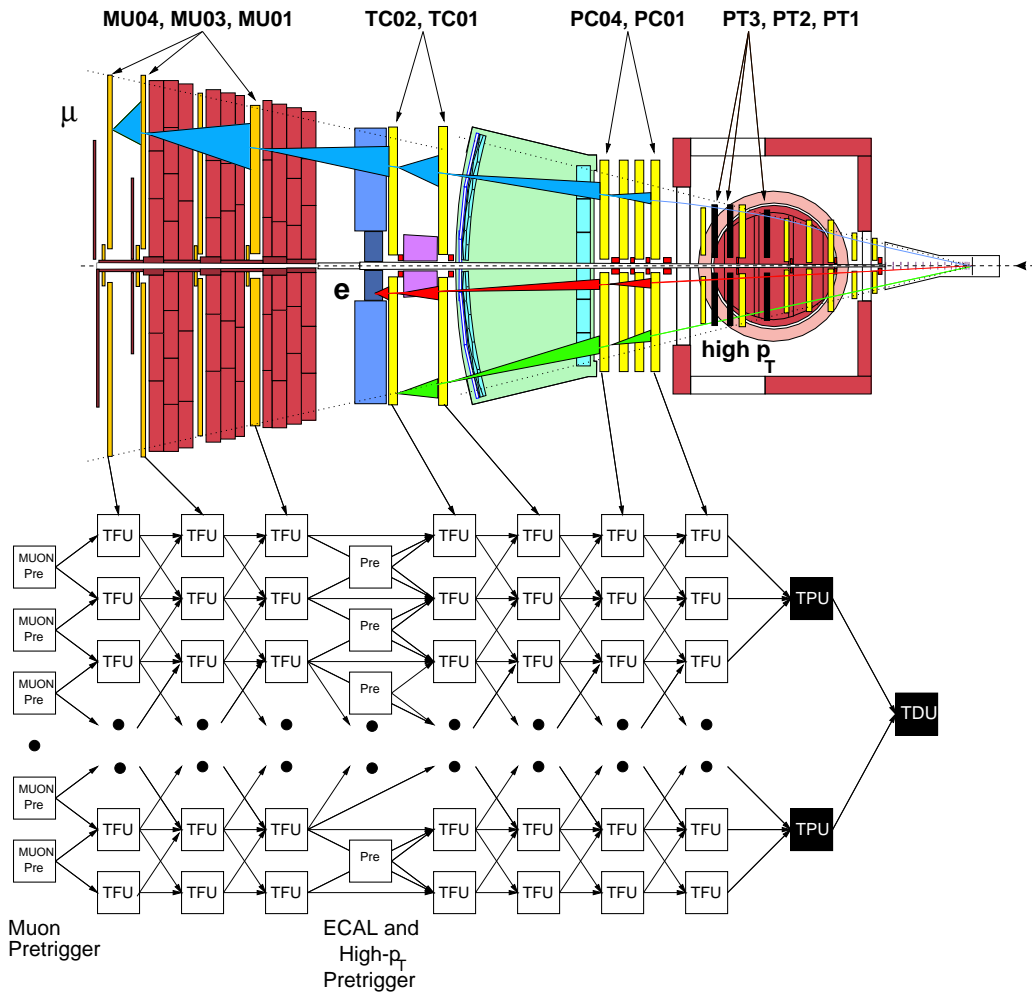 MU04, MU03, MU01
TC02, TC01
PC04, PC01
PT3, PT2, PT1
μ
e
high pT
TFU TFU TFU TFU TFU TFU TFU
MUON
Pre
Pre
TFU TFU TFU TFU TFU TFU TFU
TPU
MUON
Pre
Pre
TFU TFU TFU TFU TFU TFU TFU
MUON
Pre
Pre
TDU
MUON
Pre
TFU TFU TFU TFU TFU TFU TFU
TPU
MUON
Pre
Pre
TFU TFU TFU TFU TFU TFU TFU
Muon
Pretrigger
ECAL and
High-pT
Pretrigger